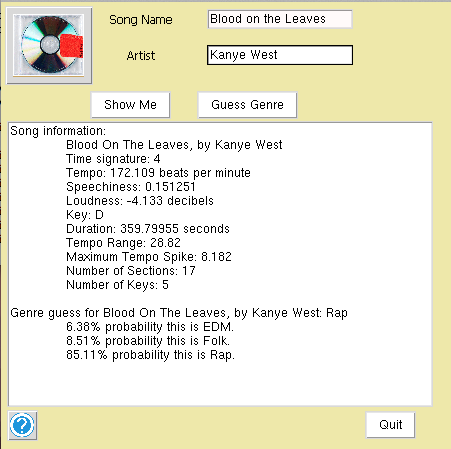 Song Name Blood on the Leaves
Artist Kanye West
Show Me Guess Genre
Song information:
Blood On The Leaves, by Kanye West
Time signature: 4
Tempo: 172.109 beats per minute
Speechiness: 0.151251
Loudness: -4.133 decibels
Key: D
Duration: 359.79955 seconds
Tempo Range: 28.82
Maximum Tempo Spike: 8.182
Number of Sections: 17
Number of Keys: 5
Genre guess for Blood On The Leaves, by Kanye West: Rap
6.38% probability this is EDM.
8.51% probability this is Folk.
85.11% probability this is Rap.
?
Quit